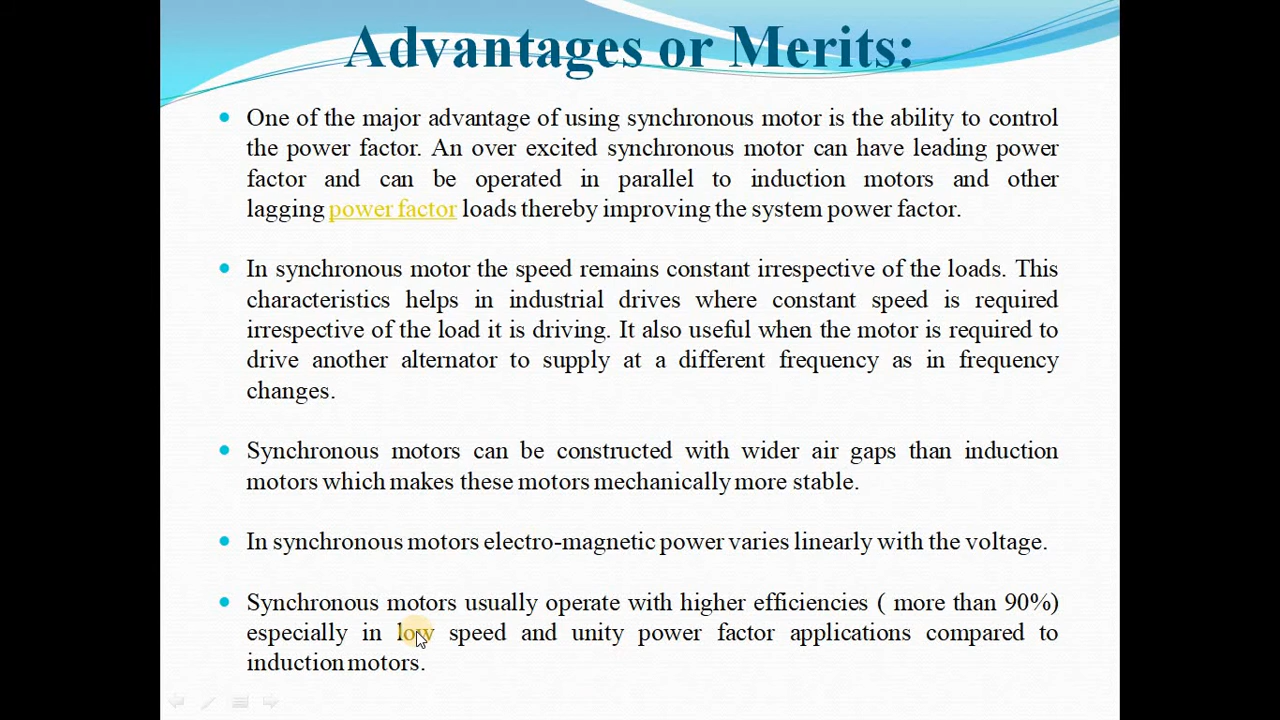 Advantages or Merits:
One of the major advantage of using synchronous motor is the ability to control
the power factor. An over excited synchronous motor can have leading power
factor and can be operated in parallel to induction motors and other
lagging power factor loads thereby improving the system power factor.
In synchronous motor the speed remains constant irrespective of the loads. This
characteristics helps in industrial drives where constant speed is required
irrespective of the load it is driving. It also useful when the motor is required to
drive another alternator to supply at a different frequency as in frequency
changes.
Synchronous motors can be constructed with wider air gaps than induction
motors which makes these motors mechanically more stable.
In synchronous motors electro-magnetic power varies linearly with the voltage.
Synchronous motors usually operate with higher efficiencies ( more than 90%)
especially in low speed and unity power factor applications compared to
induction motors.